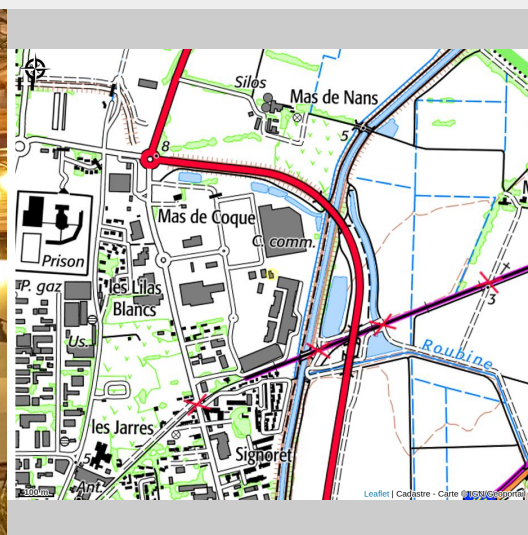 Silos
Mas de Nans
5
8
Mas de Coque
C. comm.
Prison
P. gaz
les Lilas
Blancs
3
Us.
Roubine
les Jarres
Signoret
5
Ant.
100 m
Leaflet | Cadastre - Carte © IGN/Geoportail